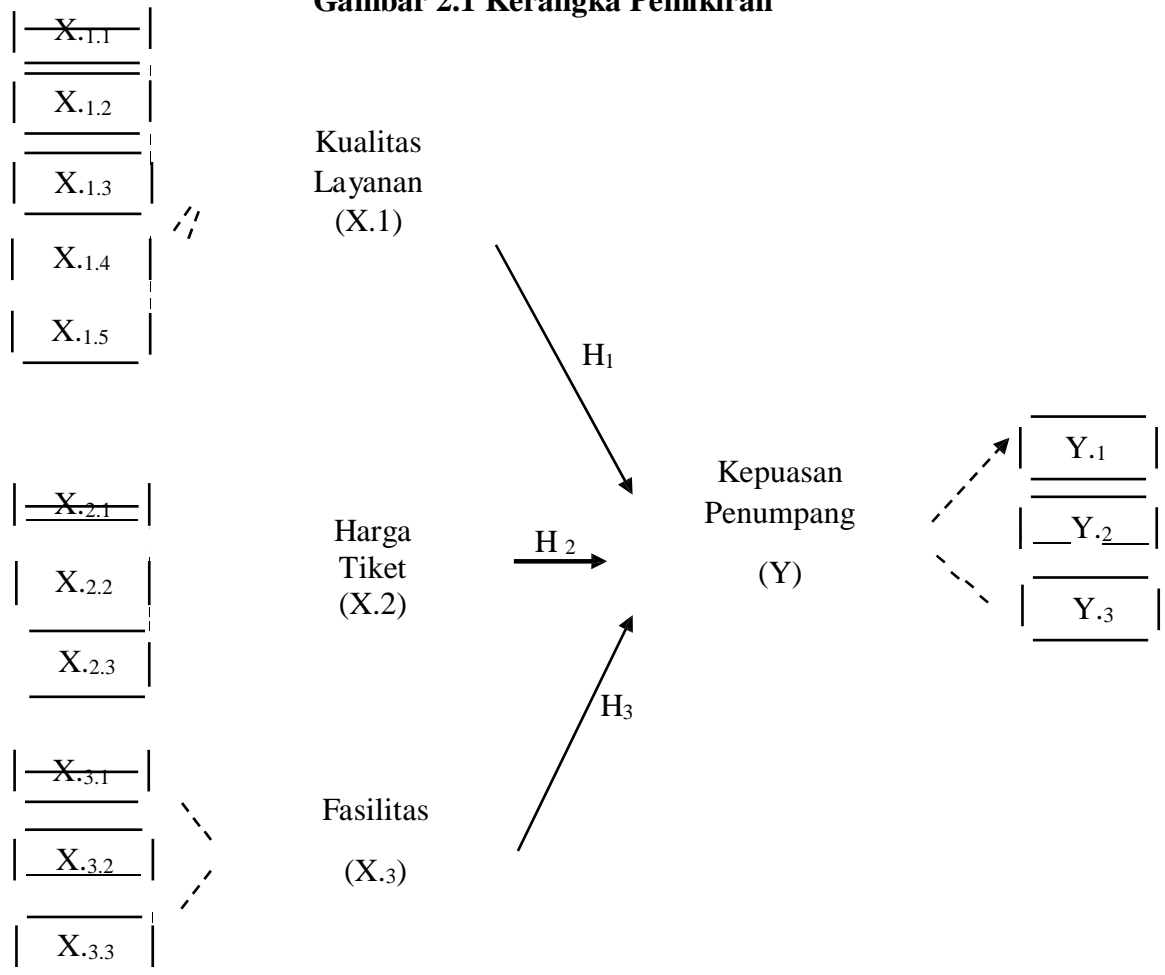 Gambar 2.1 Kerangka Pemikiran
X.1.1
X.1.2
X.1.3
X.1.4
X.1.5
Kualitas
Layanan
(X.1)
H1
X.2.1
X.2.2
X.2.3
Harga
Tiket
(X.2)
H 2
Kepuasan
Penumpang
(Y)
Y.1
Y.2
Y.3
H3
X.3.1
X.3.2
X.3.3
Fasilitas
(X.3)